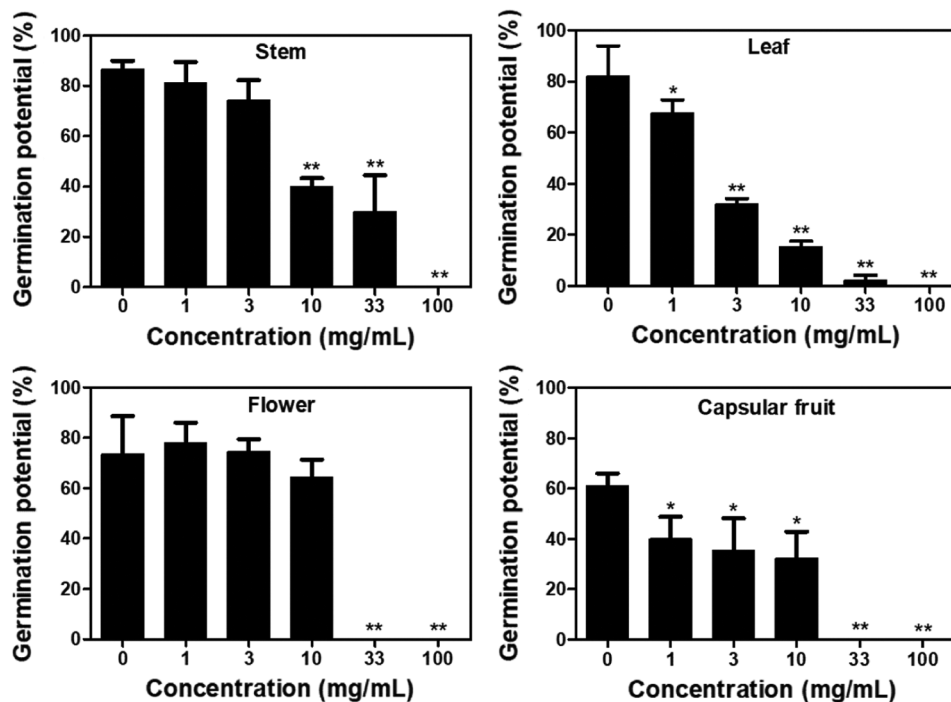 Stem
Germination potential (%)
100
80
60
40
20
0
**
**
**
0 1 3 10 33 100
Concentration (mg/mL)
Leaf
Germination potential (%)
100
80
60
40
20
0
*
**
**
**
**
0 1 3 10 33 100
Concentration (mg/mL)
Flower
Germination potential (%)
100
80
60
40
20
0
** **
0 1 3 10 33 100
Concentration (mg/mL)
Capsular fruit
Germination potential (%)
100
80
60
40
20
0
*
*
*
** **
0 1 3 10 33 100
Concentration (mg/mL)